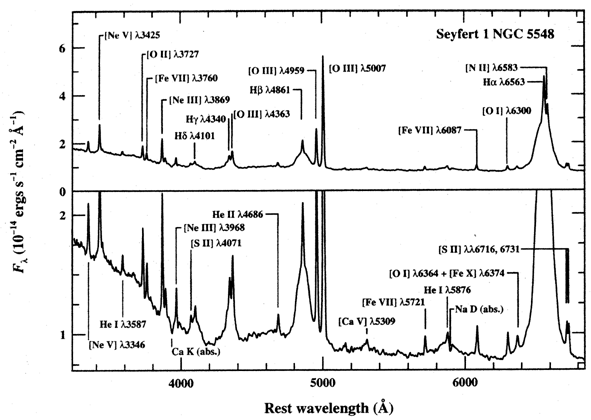 Seyfert 1 NGC 5548
[Ne V] λ3425
[O II] λ3727
[Fe VII] λ3760
[Ne III] λ3869
Hδ λ4101
Hγ λ4340
[O III] λ4363
Hβ λ4861
[O III] λ4959
[O III] λ5007
[Fe VII] λ6087
[O I] λ6300
[N II] λ6583
Hα
λ6563
6
4
2
0
2
1
Fλ (10⁻¹⁴ ergs s⁻¹ cm⁻² Å⁻¹)
[Ne V] λ3346
He I λ3587
Ca K (abs.)
[Ne III] λ3968
[S II] λ4071
He II λ4686
[Ca V] λ5309
[Fe VII] λ5721
He I λ5876
Na D (abs.)
[O I] λ6364 + [Fe X] λ6374
[S II] λλ6716, 6731
4000
5000
6000
Rest wavelength (Å)